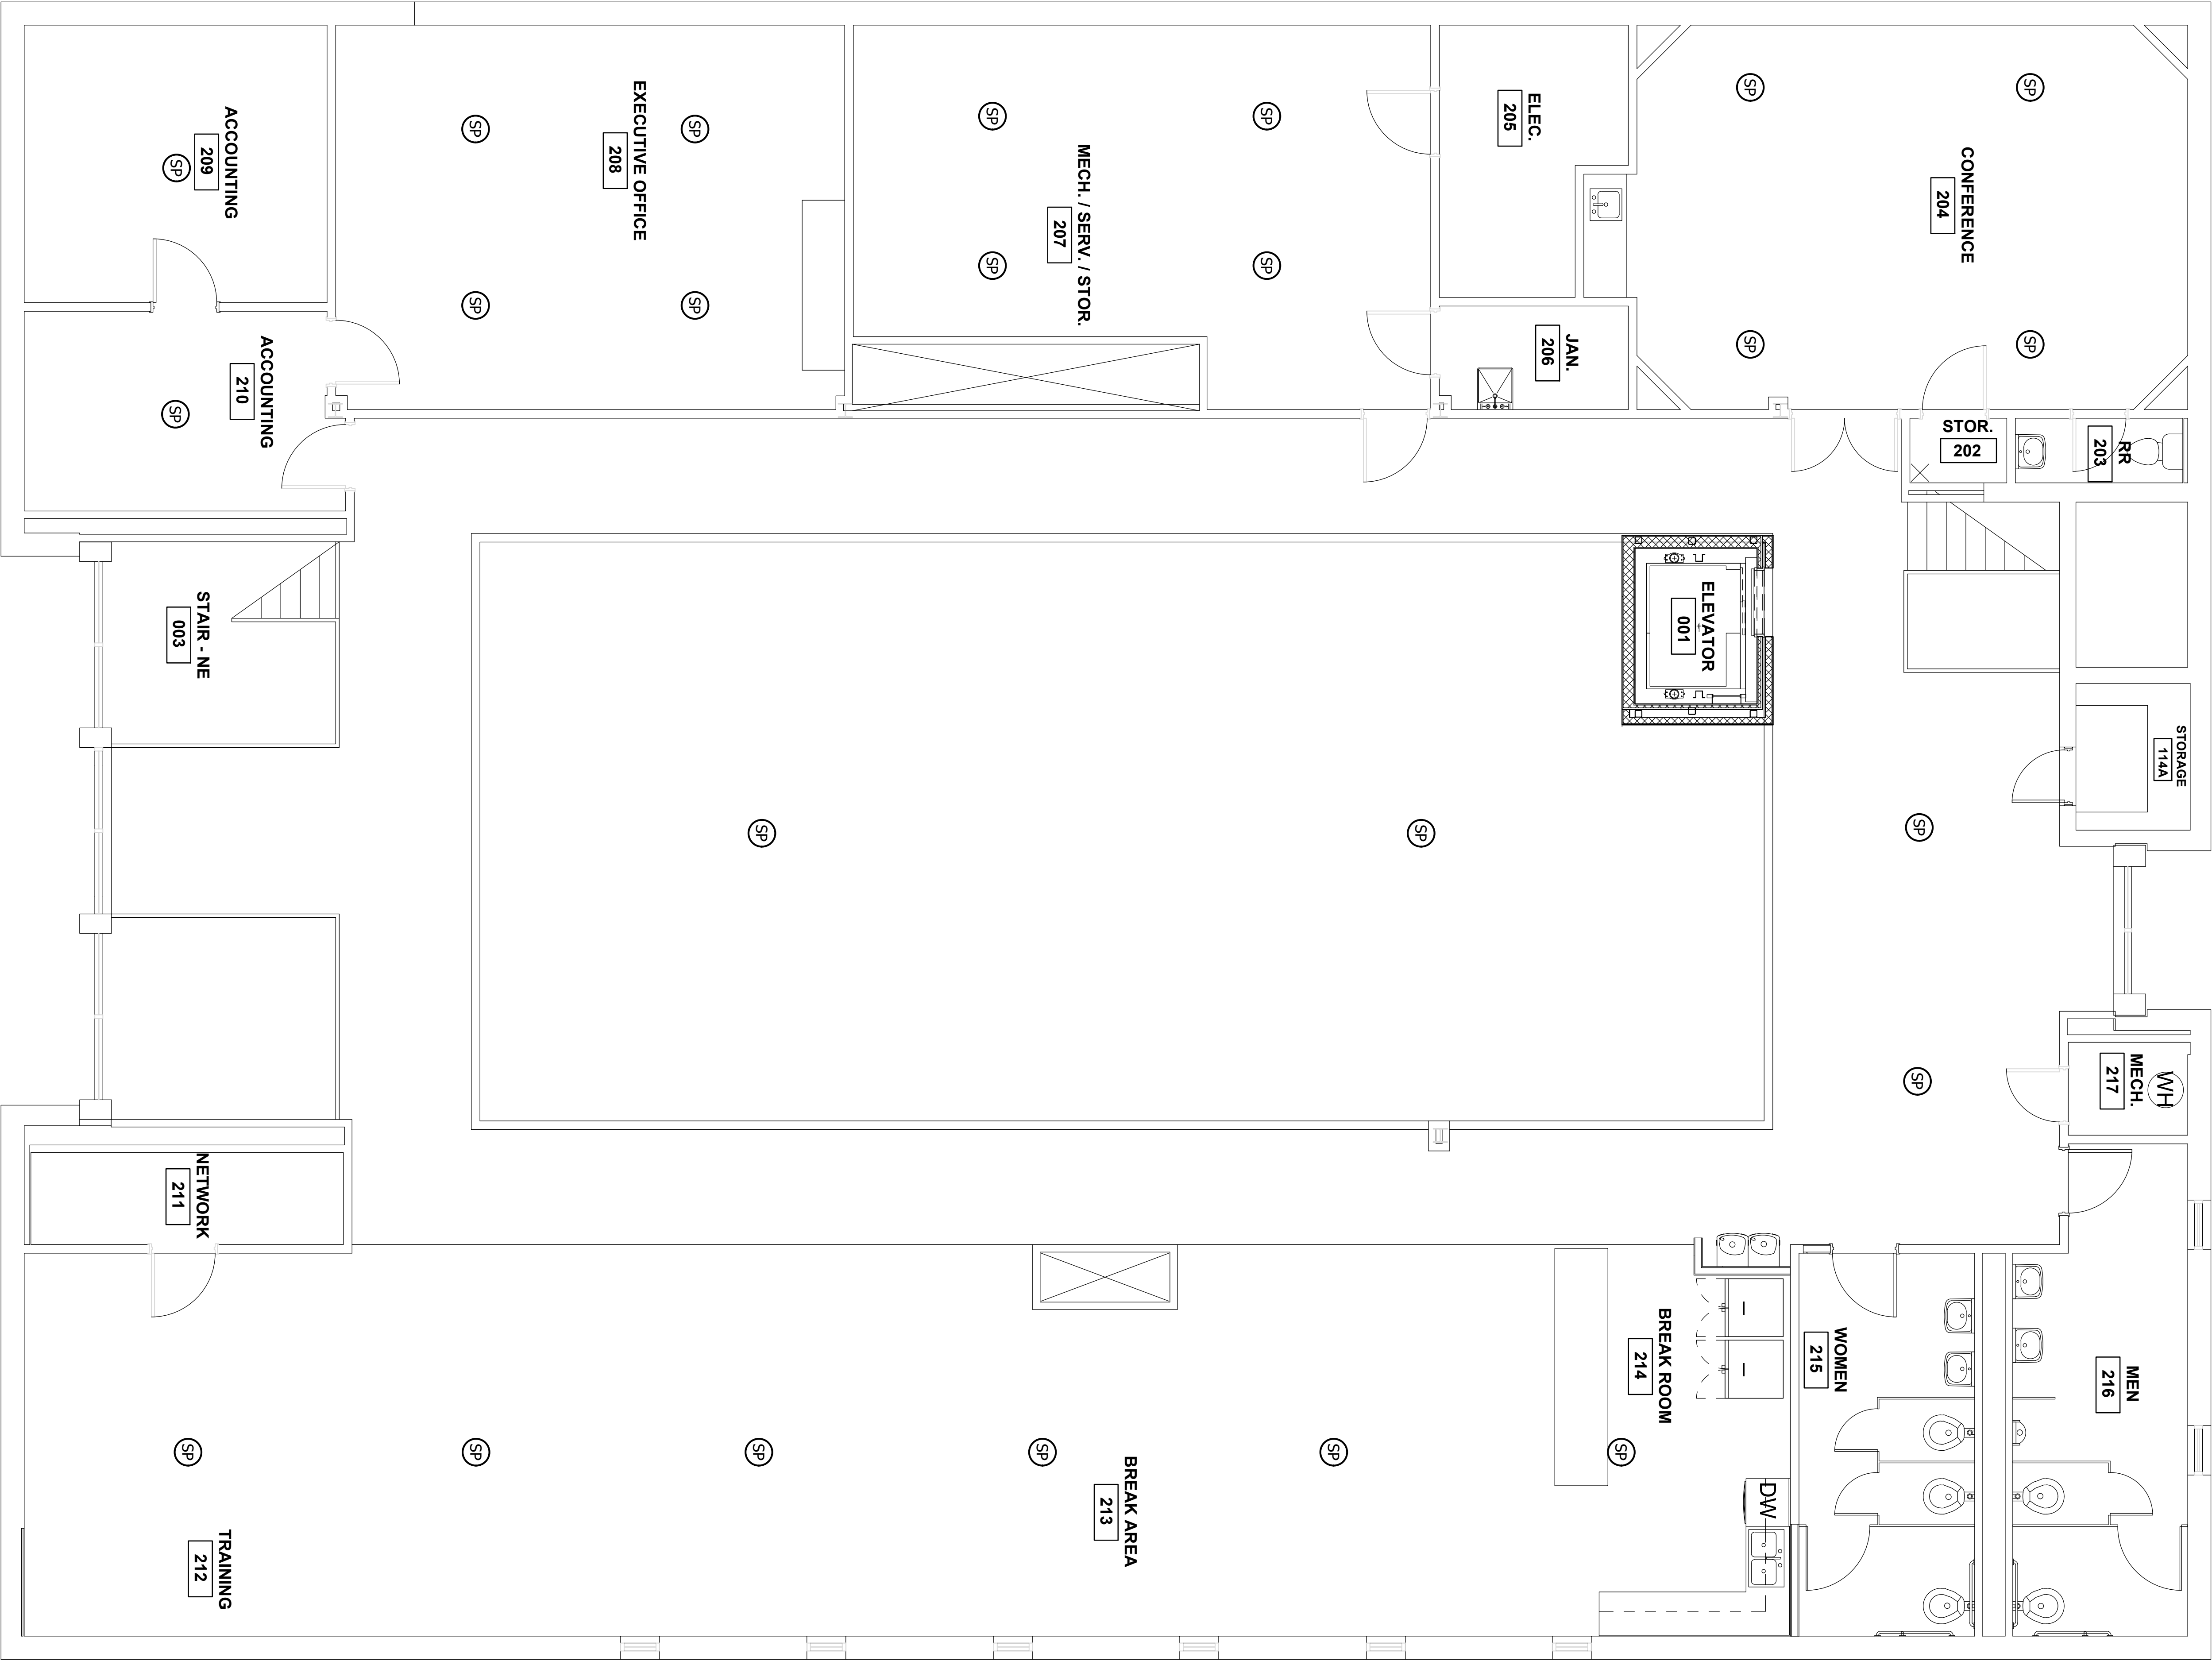 ACCOUNTING
209
SP
EXECUTIVE OFFICE
208
SP
SP
SP
SP
MECH. / SERV. / STOR.
207
SP
SP
SP
SP
ELEC.
205
CONFERENCE
204
SP
SP
SP
SP
ACCOUNTING
210
SP
JAN.
206
STOR.
202
RR
203
STAIR - NE
003
ELEVATOR
001
STORAGE
114A
SP
SP
SP
SP
MECH.
217
WH
NETWORK
211
BREAK ROOM
214
WOMEN
215
MEN
216
SP
SP
SP
SP
SP
SP
TRAINING
212
BREAK AREA
213
DW